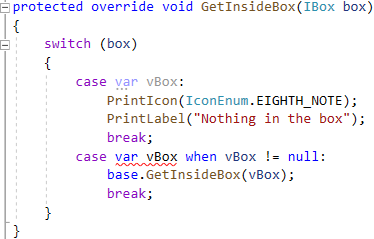 protected override void GetInsideBox(IBox box)
{
    switch (box)
    {
        case var vBox:
            PrintIcon(IconEnum.EIGHTH_NOTE);
            PrintLabel("Nothing in the box");
            break;
        case var vBox when vBox != null:
            base.GetInsideBox(vBox);
            break;
    }
}